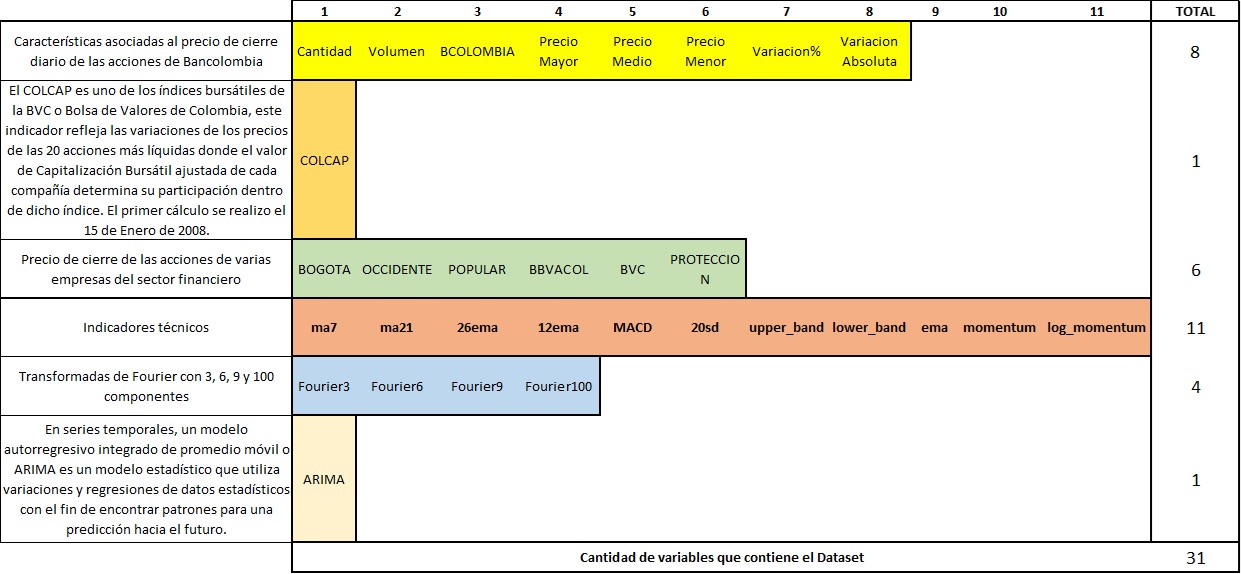 1 2 3 4 5 6 7 8 9 10 11 TOTAL
Características asociadas al precio de cierre
diario de las acciones de Bancolombia
Cantidad Volumen BCOLOMBIA Precio Mayor Precio Medio Precio Menor Variacion% Variacion Absoluta 8
El COLCAP es uno de los índices bursátiles de
la BVC o Bolsa de Valores de Colombia, este
indicador refleja las variaciones de los precios
de las 20 acciones más líquidas donde el valor
de Capitalización Bursátil ajustada de cada
compañía determina su participación dentro
de dicho índice. El primer cálculo se realizo el
15 de Enero de 2008.
COLCAP 1
Precio de cierre de las acciones de varias
empresas del sector financiero
BOGOTA OCCIDENTE POPULAR BBVACOL BVC PROTECCIO
N
6
Indicadores técnicos ma7 ma21 26ema 12ema MACD 20sd upper_band lower_band ema momentum log_momentum 11
Transformadas de Fourier con 3, 6, 9 y 100
componentes
Fourier3 Fourier6 Fourier9 Fourier100 4
En series temporales, un modelo
autorregresivo integrado de promedio móvil o
ARIMA es un modelo estadístico que utiliza
variaciones y regresiones de datos estadísticos
con el fin de encontrar patrones para una
predicción hacia el futuro.
ARIMA 1
Cantidad de variables que contiene el Dataset 31